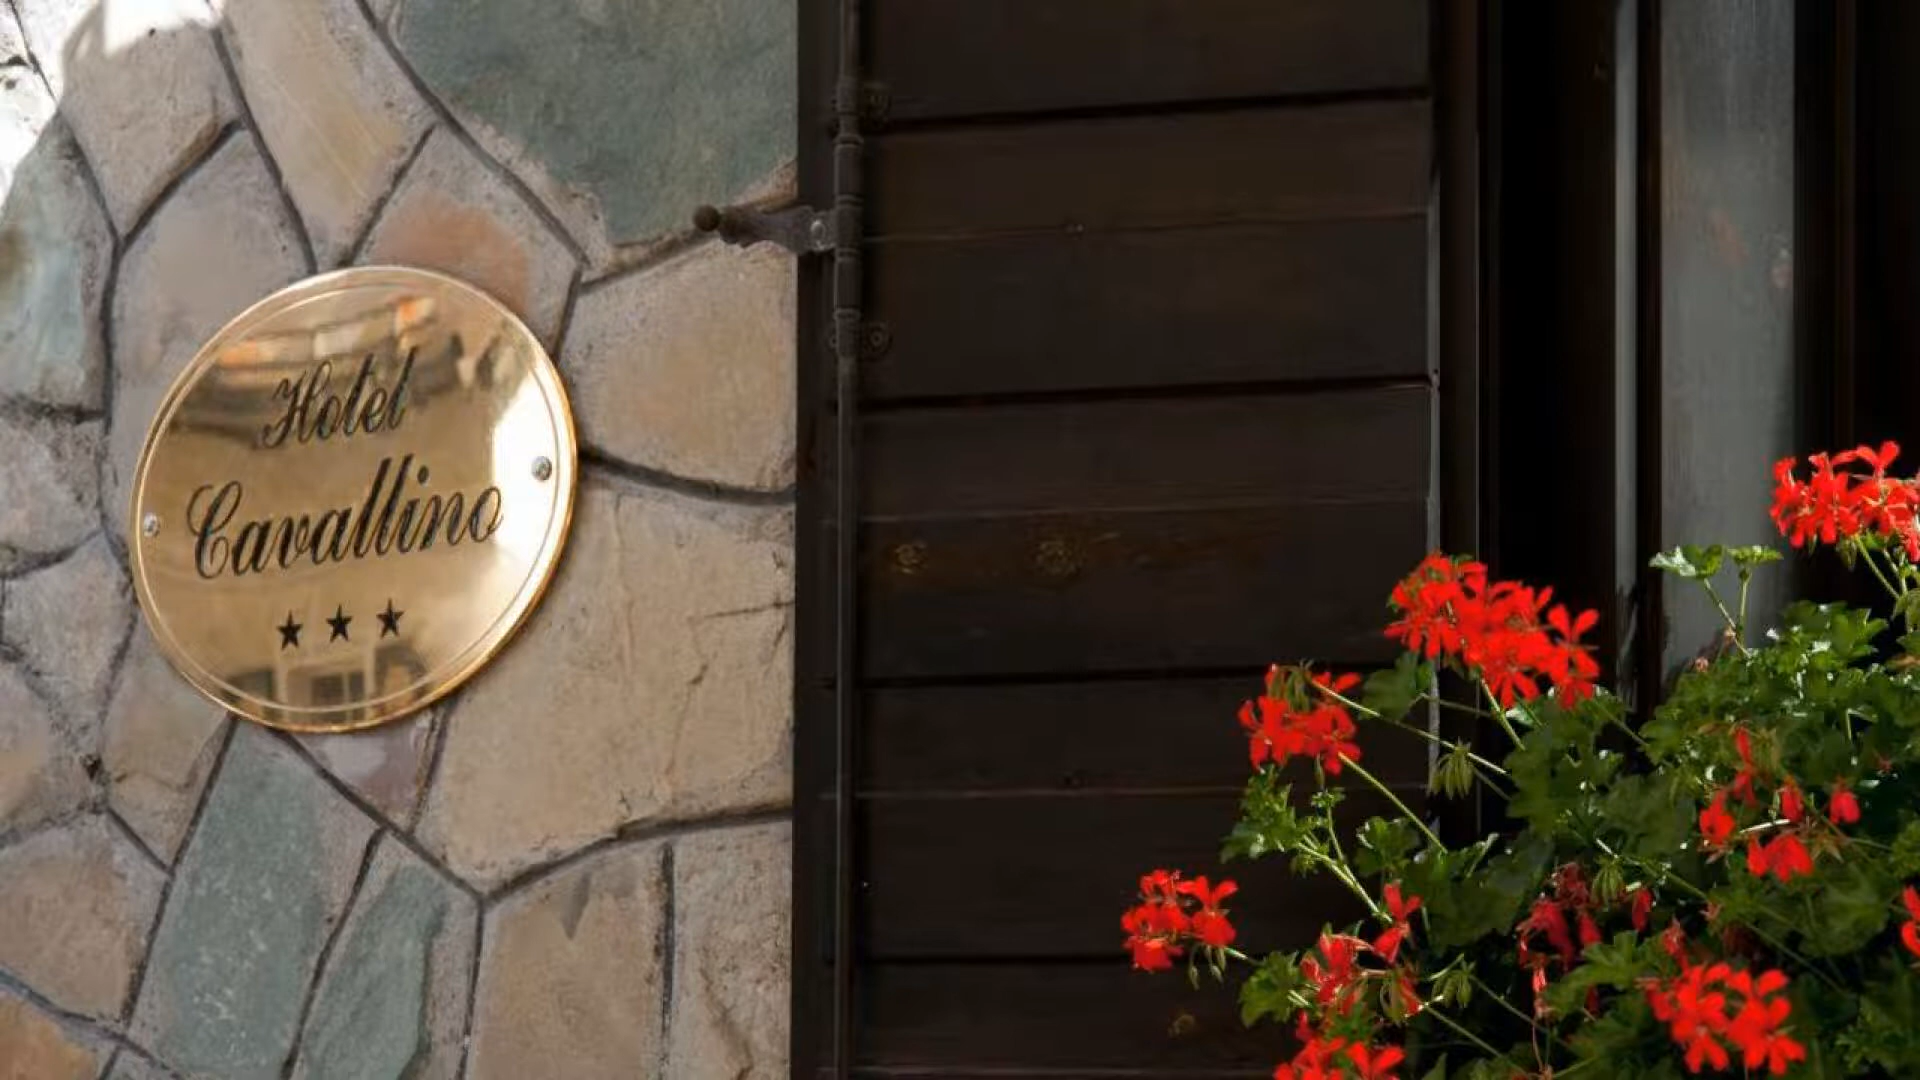 Hotel
Cavallino
★ ★ ★